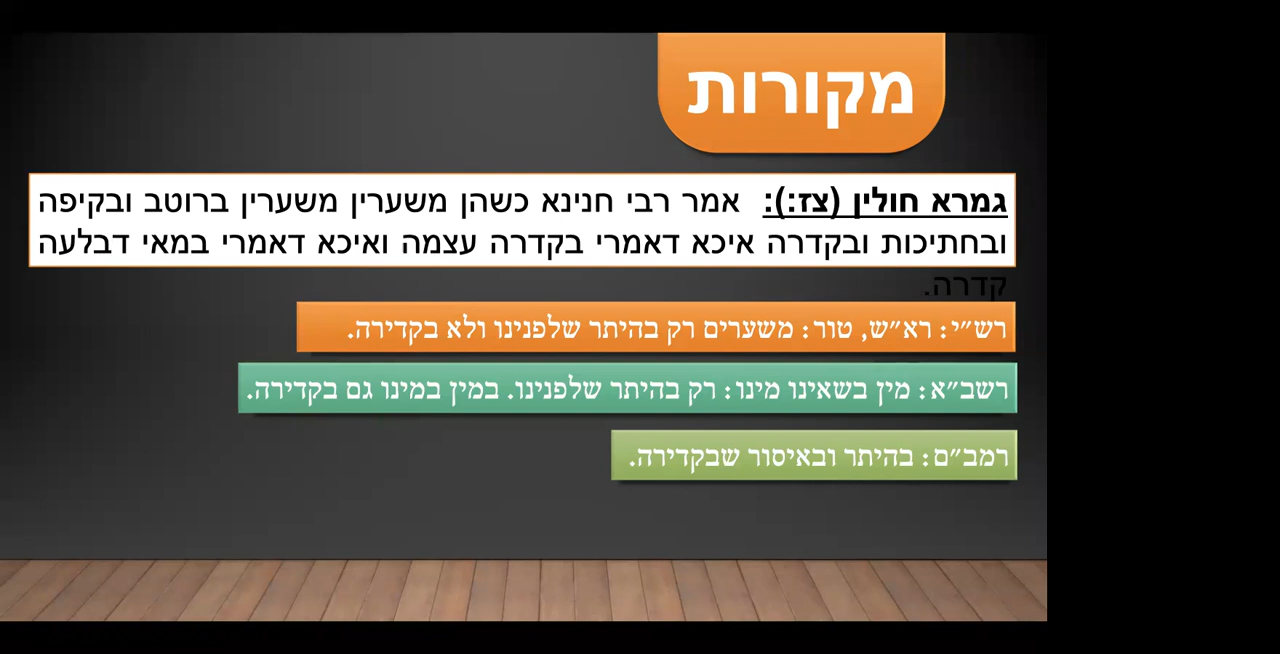 מקורות
גמרא חולין (צז:): אמר רבי חנינא כשהן משערין משערין ברוטב ובקיפה
ובחתיכות ובקדרה איכא דאמרי בקדרה עצמה ואיכא דאמרי במאי דבלעה
קדרה.
רש״י: רא״ש, טור: משערים רק בהיתר שלפנינו ולא בקדירה.
רשב״א: מין בשאינו מינו: רק בהיתר שלפנינו. במין במינו גם בקדירה.
רמב״ם: בהיתר ובאיסור שבקדירה.